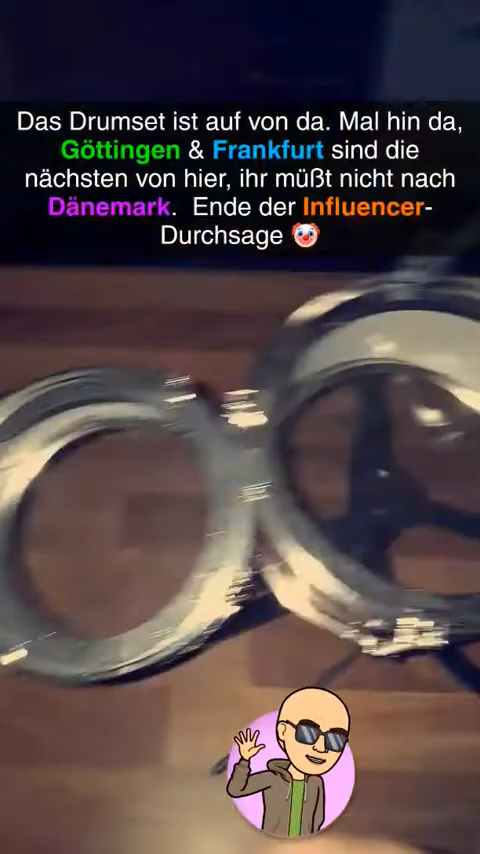 Das Drumset ist auf von da. Mal hin da,
Göttingen & Frankfurt sind die
nächsten von hier, ihr müßt nicht nach
Dänemark.  Ende der Influencer-
Durchsage 🤡